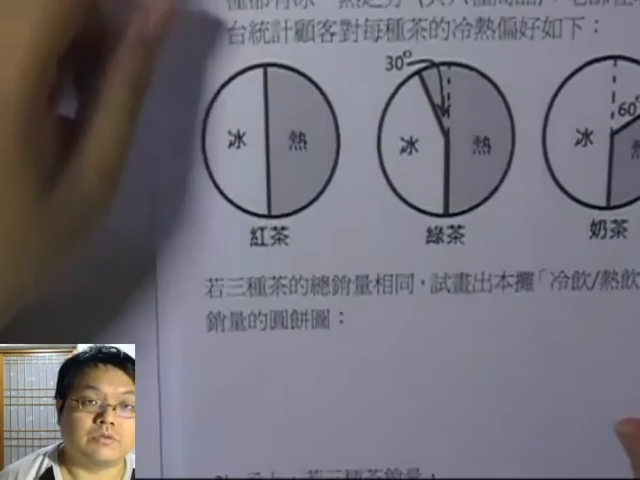 台統計顧客對每種茶的冷熱偏好如下：
30°
60°
冰 熱 冰 熱 冰
紅茶 綠茶 奶茶
若三種茶的總銷量相同，試畫出本攤「冷飲/熱飲
銷量的圓餅圖：